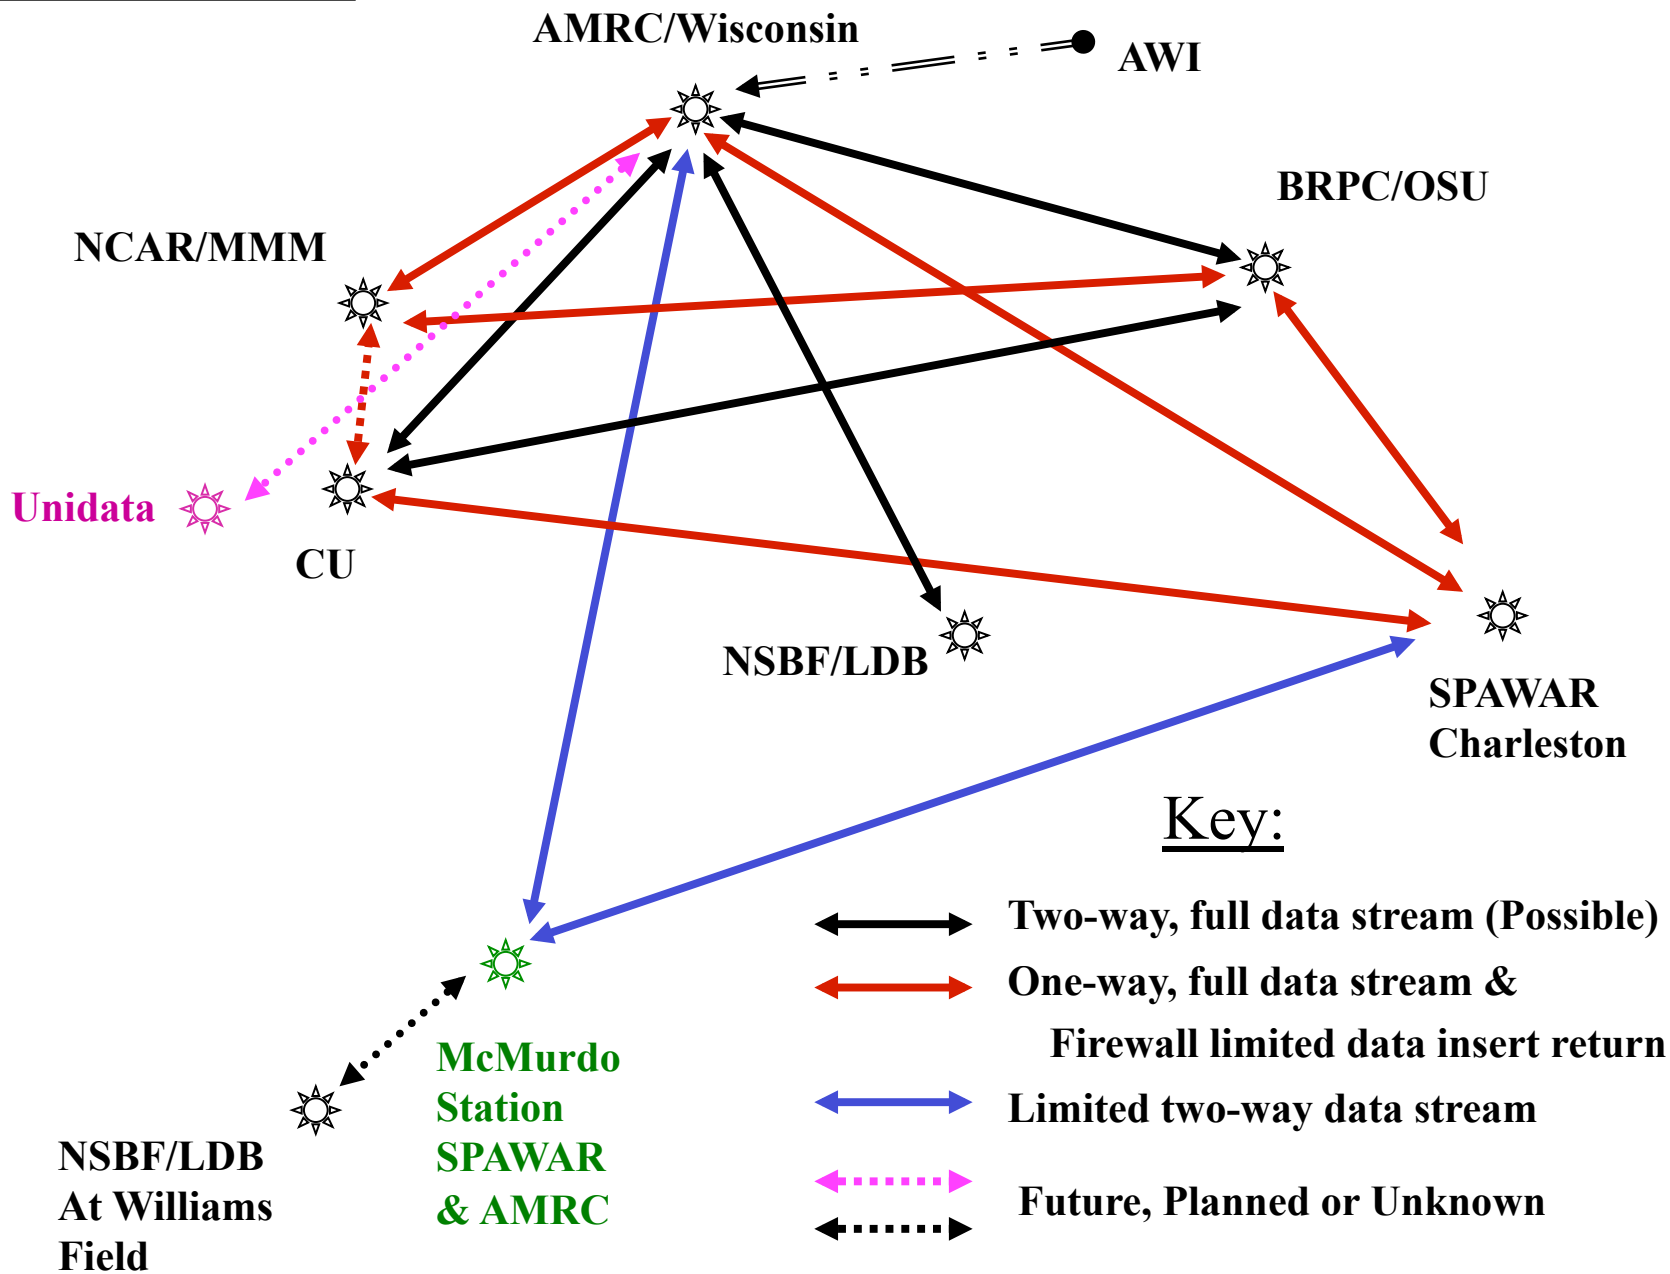 AMRC/Wisconsin
AWI
BRPC/OSU
NCAR/MMM
Unidata
CU
NSBF/LDB
SPAWAR
Charleston
Key:
Two-way, full data stream (Possible)
One-way, full data stream &
Firewall limited data insert return
Limited two-way data stream
Future, Planned or Unknown
McMurdo
Station
SPAWAR
& AMRC
NSBF/LDB
At Williams
Field